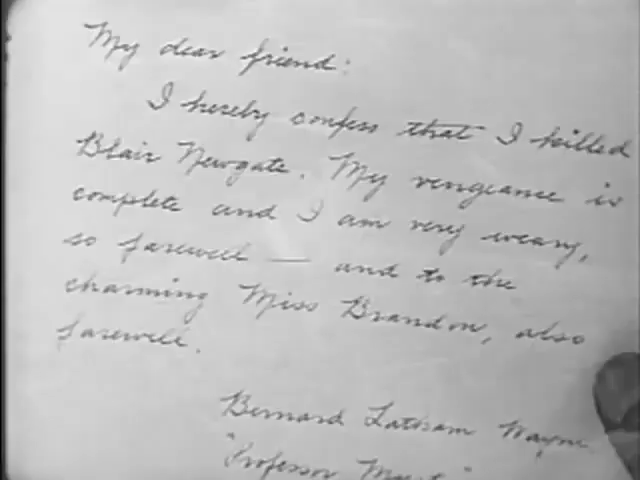 My dear friend:
I hereby confess that I killed
Blair Newgate. My vengeance is
complete and I am very weary,
so farewell — and to the
charming Miss Brandon, also
farewell.
Bernard Latham Wayne
"Professor